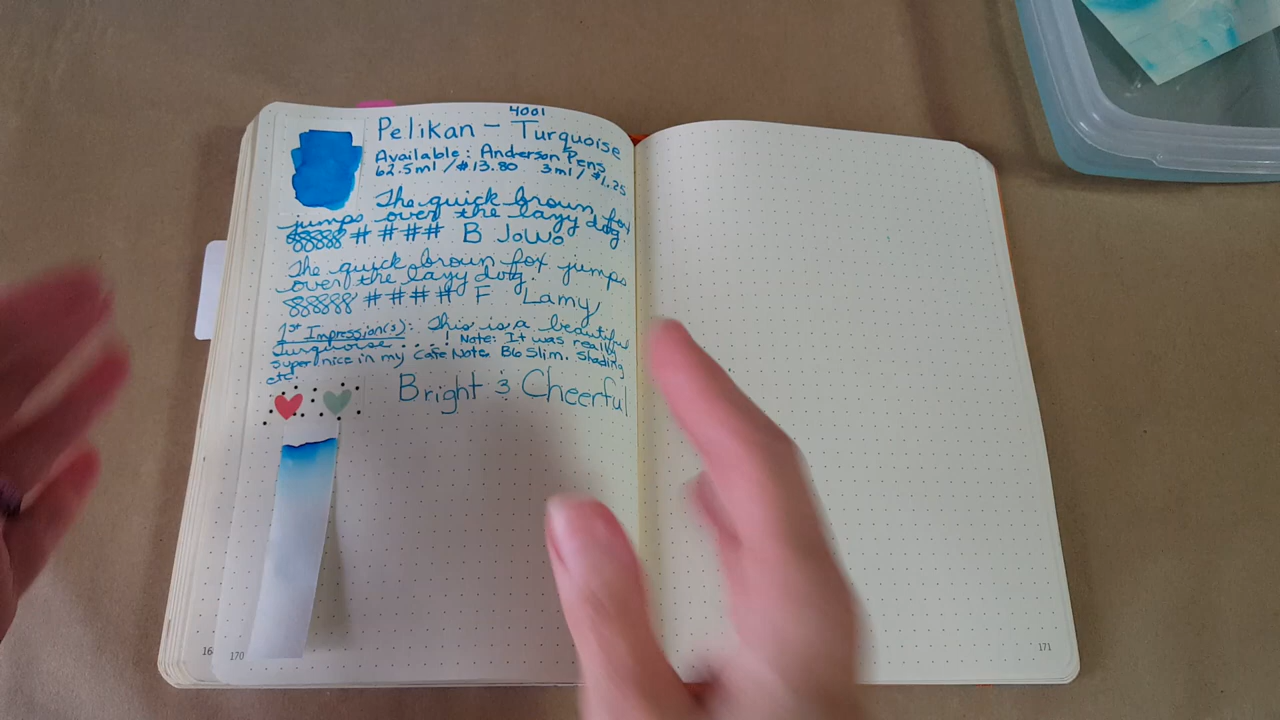 4001
Pelikan - Turquoise
Available: Anderson Pens
62.5ml/$13.80 3ml/$1.25
The quick brown fox
jumps over the lazy dog
88888 # # # # B JoWo
The quick brown fox jumps
over the lazy dog.
88888 # # # # F Lamy
1st Impression(s): This is a beautiful
Turquoise.....! Note: It was really
super nice in my Cafe Note B6 Slim. Shading
etc.
Bright & Cheerful
16
170
171